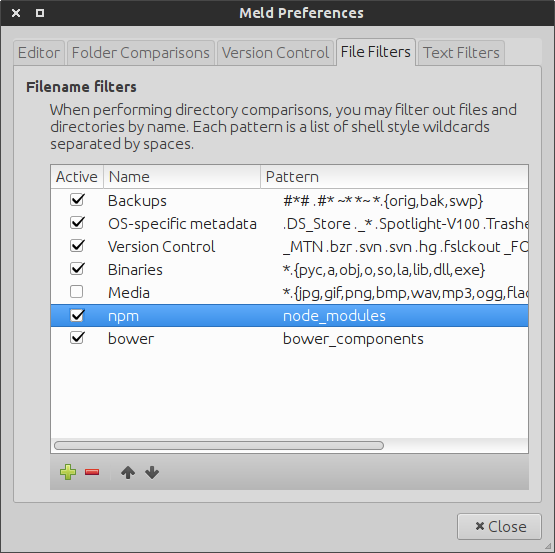 Meld Preferences
Editor Folder Comparisons Version Control File Filters Text Filters
Filename filters
When performing directory comparisons, you may filter out files and
directories by name. Each pattern is a list of shell style wildcards
separated by spaces.
Active Name Pattern
Backups #*# .#* ~* *~ *.{orig,bak,swp}
OS-specific metadata .DS_Store ._* .Spotlight-V100 .Trashe
Version Control _MTN .bzr .svn .svn .hg .fslckout _FO
Binaries *.{pyc,a,obj,o,so,la,lib,dll,exe}
Media *.{jpg,gif,png,bmp,wav,mp3,ogg,flac
npm node_modules
bower bower_components
Close